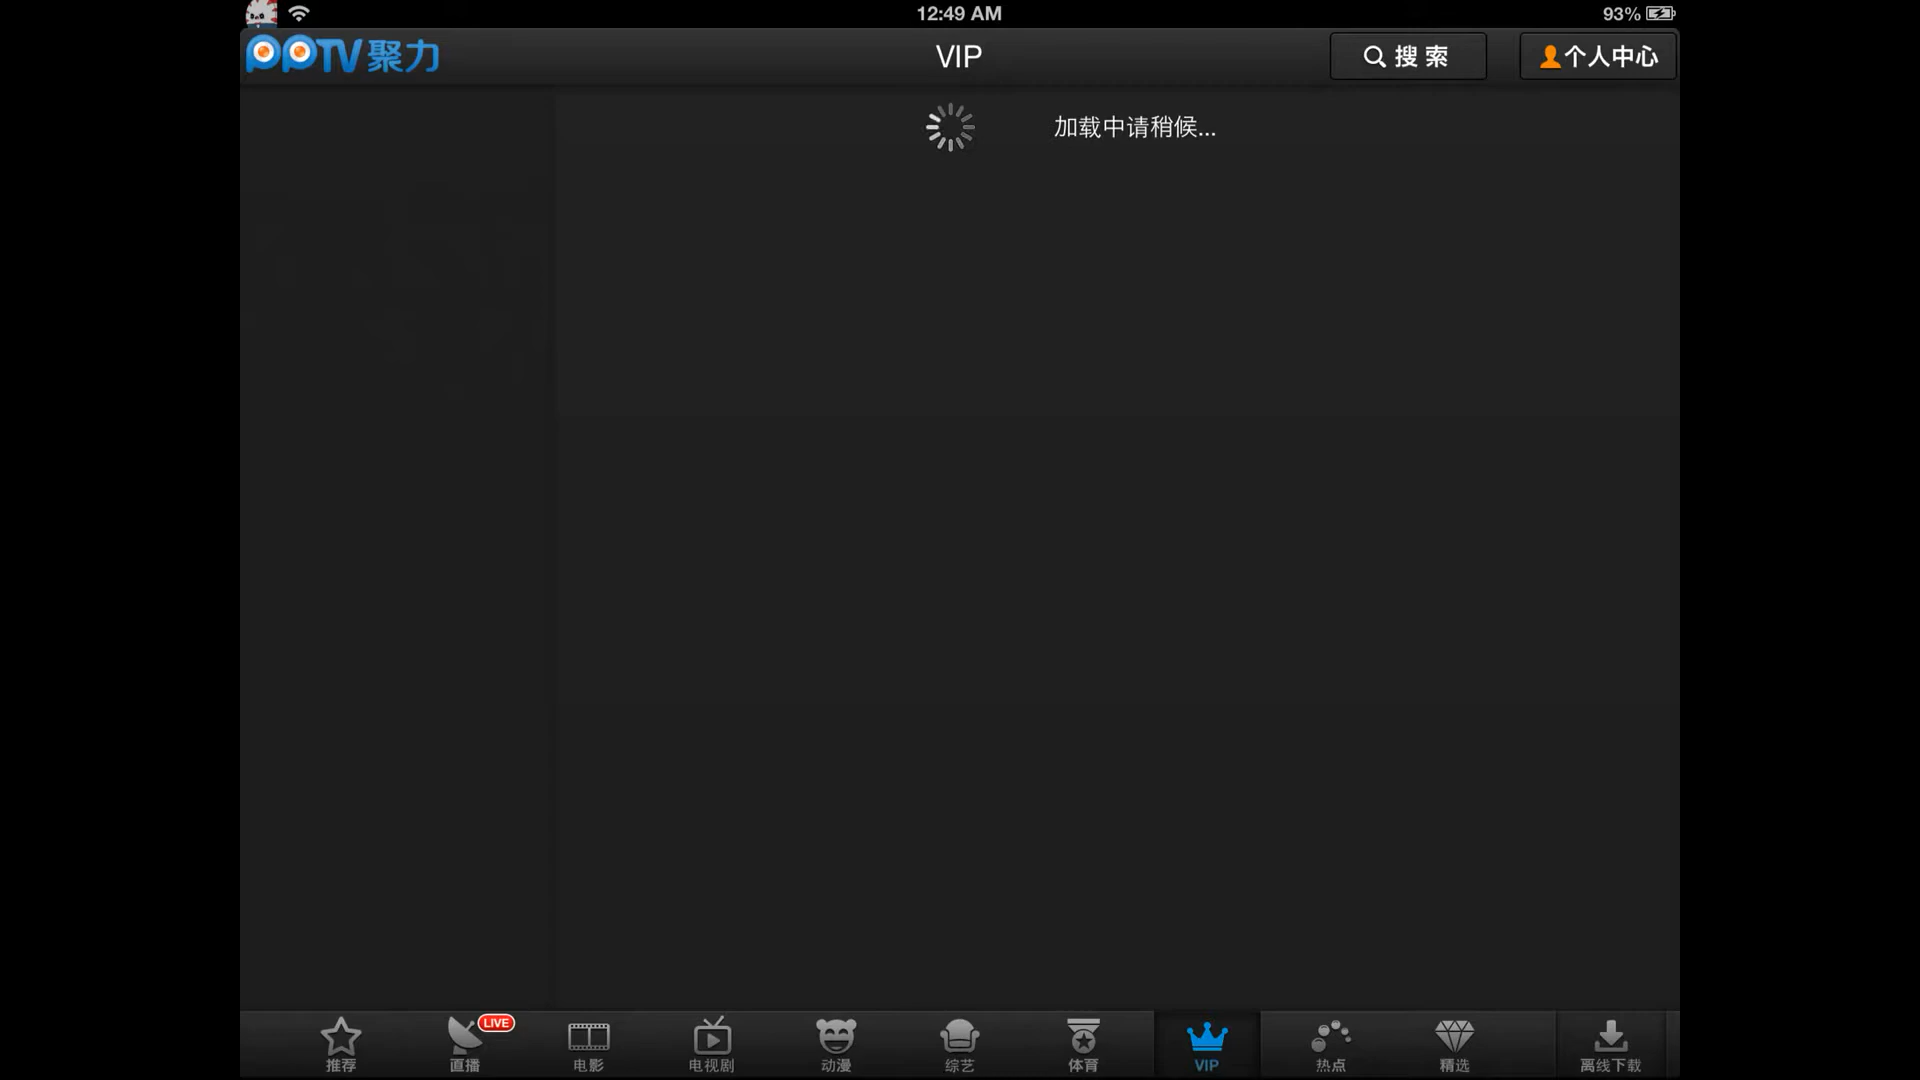 12:49 AM
93%
PPTV聚力
VIP
搜索
个人中心
加载中请稍候...
推荐
直播
LIVE
电影
电视剧
动漫
综艺
体育
VIP
热点
精选
离线下载